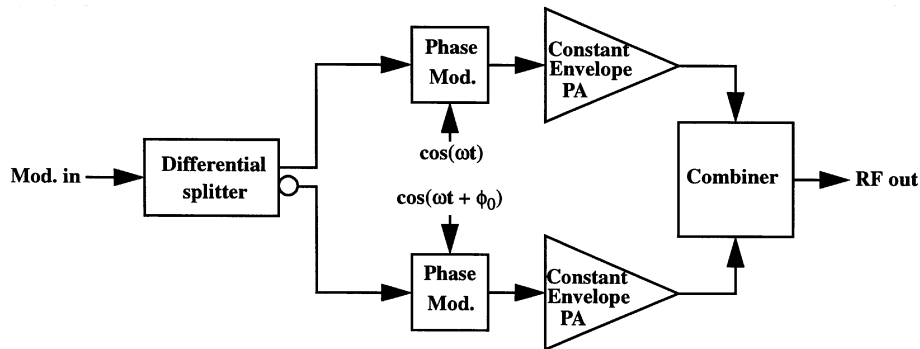 Phase
Mod.
Constant
Envelope
PA
cos(ωt)
Mod. in
Differential
splitter
Combiner
RF out
cos(ωt + ϕ₀)
Phase
Mod.
Constant
Envelope
PA